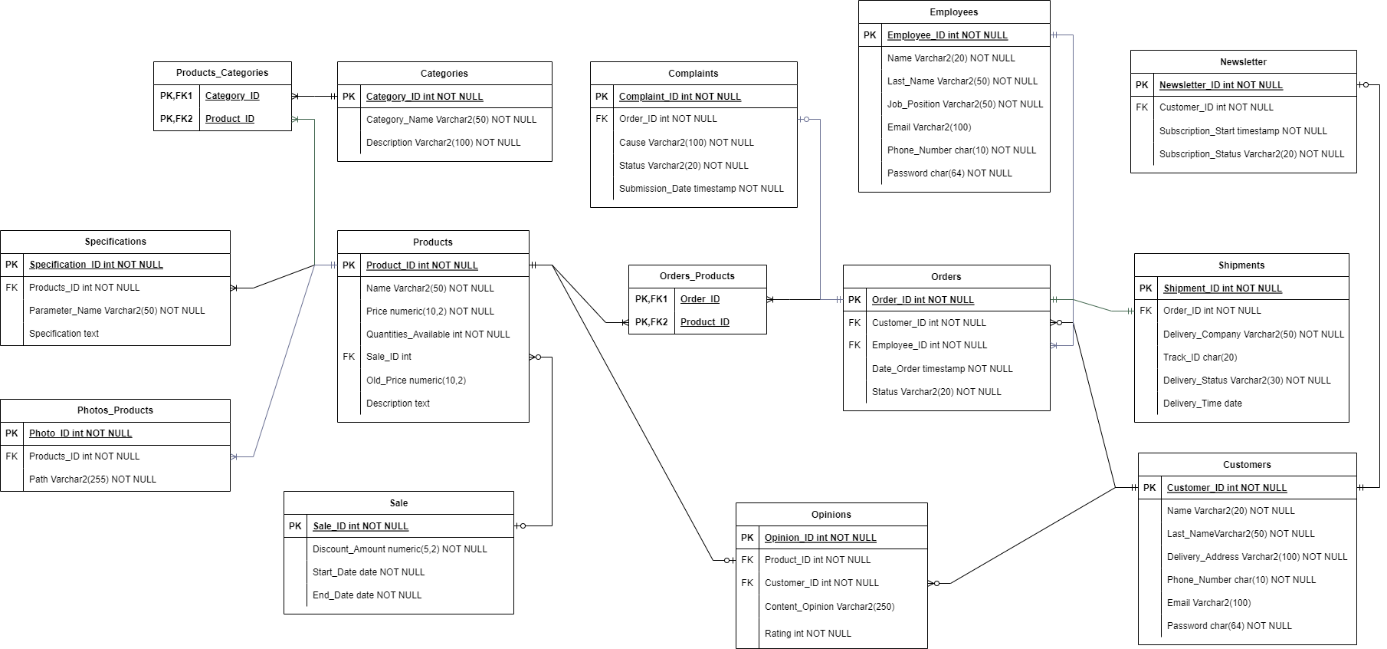 Employees
PK Employee_ID int NOT NULL
Name Varchar2(20) NOT NULL
Last_Name Varchar2(50) NOT NULL
Job_Position Varchar2(50) NOT NULL
Email Varchar2(100)
Phone_Number char(10) NOT NULL
Password char(64) NOT NULL
Products_Categories
PK,FK1 Category_ID
PK,FK2 Product_ID
Categories
PK Category_ID int NOT NULL
Category_Name Varchar2(50) NOT NULL
Description Varchar2(100) NOT NULL
Complaints
PK Complaint_ID int NOT NULL
FK Order_ID int NOT NULL
Cause Varchar2(100) NOT NULL
Status Varchar2(20) NOT NULL
Submission_Date timestamp NOT NULL
Newsletter
PK Newsletter_ID int NOT NULL
FK Customer_ID int NOT NULL
Subscription_Start timestamp NOT NULL
Subscription_Status Varchar2(20) NOT NULL
Specifications
PK Specification_ID int NOT NULL
FK Products_ID int NOT NULL
Parameter_Name Varchar2(50) NOT NULL
Specification text
Products
PK Product_ID int NOT NULL
Name Varchar2(50) NOT NULL
Price numeric(10,2) NOT NULL
Quantities_Available int NOT NULL
FK Sale_ID int
Old_Price numeric(10,2)
Description text
Orders_Products
PK,FK1 Order_ID
PK,FK2 Product_ID
Orders
PK Order_ID int NOT NULL
FK Customer_ID int NOT NULL
FK Employee_ID int NOT NULL
Date_Order timestamp NOT NULL
Status Varchar2(20) NOT NULL
Shipments
PK Shipment_ID int NOT NULL
FK Order_ID int NOT NULL
Delivery_Company Varchar2(50) NOT NULL
Track_ID char(20)
Delivery_Status Varchar2(30) NOT NULL
Delivery_Time date
Photos_Products
PK Photo_ID int NOT NULL
FK Products_ID int NOT NULL
Path Varchar2(255) NOT NULL
Sale
PK Sale_ID int NOT NULL
Discount_Amount numeric(5,2) NOT NULL
Start_Date date NOT NULL
End_Date date NOT NULL
Opinions
PK Opinion_ID int NOT NULL
FK Product_ID int NOT NULL
FK Customer_ID int NOT NULL
Content_Opinion Varchar2(250)
Rating int NOT NULL
Customers
PK Customer_ID int NOT NULL
Name Varchar2(20) NOT NULL
Last_NameVarchar2(50) NOT NULL
Delivery_Address Varchar2(100) NOT NULL
Phone_Number char(10) NOT NULL
Email Varchar2(100)
Password char(64) NOT NULL